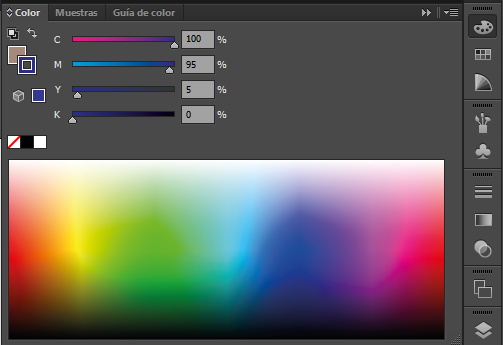 Color Muestras Guía de color
C 100 %
M 95 %
Y 5 %
K 0 %